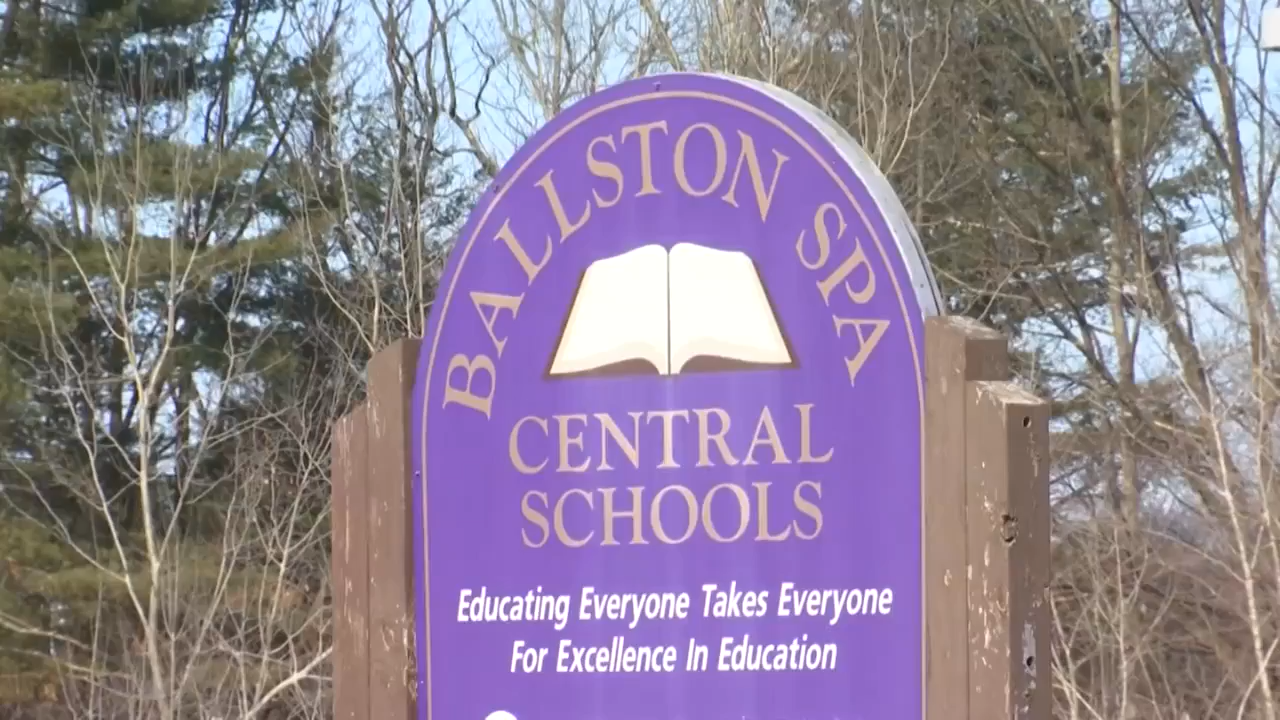 BALLSTON SPA
CENTRAL
SCHOOLS
Educating Everyone Takes Everyone
For Excellence In Education